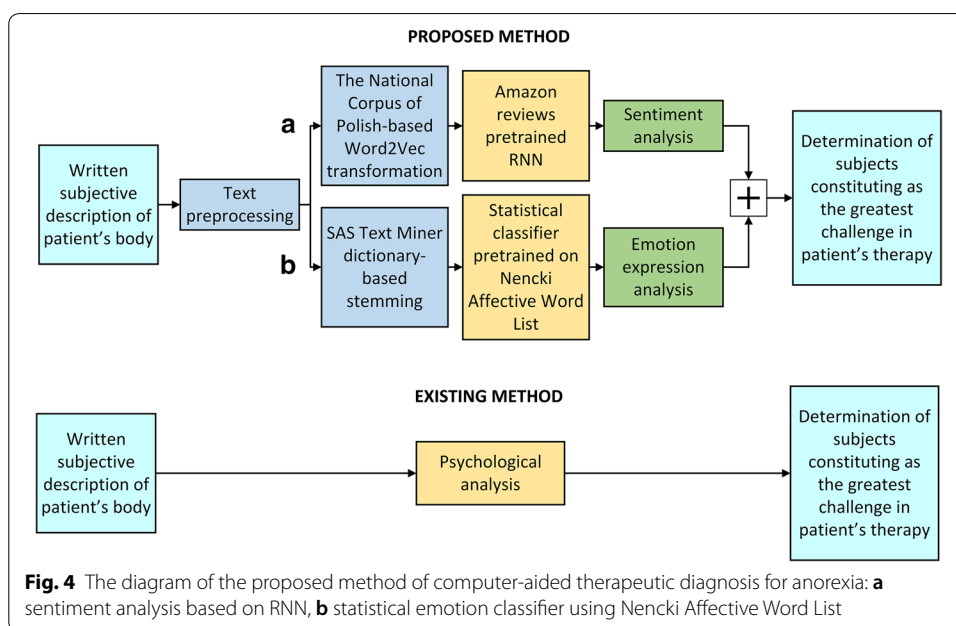 PROPOSED METHOD
Written
subjective
description of
patient's body
Text
preprocessing
a
The National
Corpus of
Polish-based
Word2Vec
transformation
Amazon
reviews
pretrained
RNN
Sentiment
analysis
b
SAS Text Miner
dictionary-
based
stemming
Statistical
classifier
pretrained on
Nencki
Affective Word
List
Emotion
expression
analysis
+
Determination of
subjects
constituting as
the greatest
challenge in
patient's therapy
EXISTING METHOD
Written
subjective
description of
patient's body
Psychological
analysis
Determination of
subjects
constituting as
the greatest
challenge in
patient's therapy
Fig. 4 The diagram of the proposed method of computer-aided therapeutic diagnosis for anorexia: a
sentiment analysis based on RNN, b statistical emotion classifier using Nencki Affective Word List